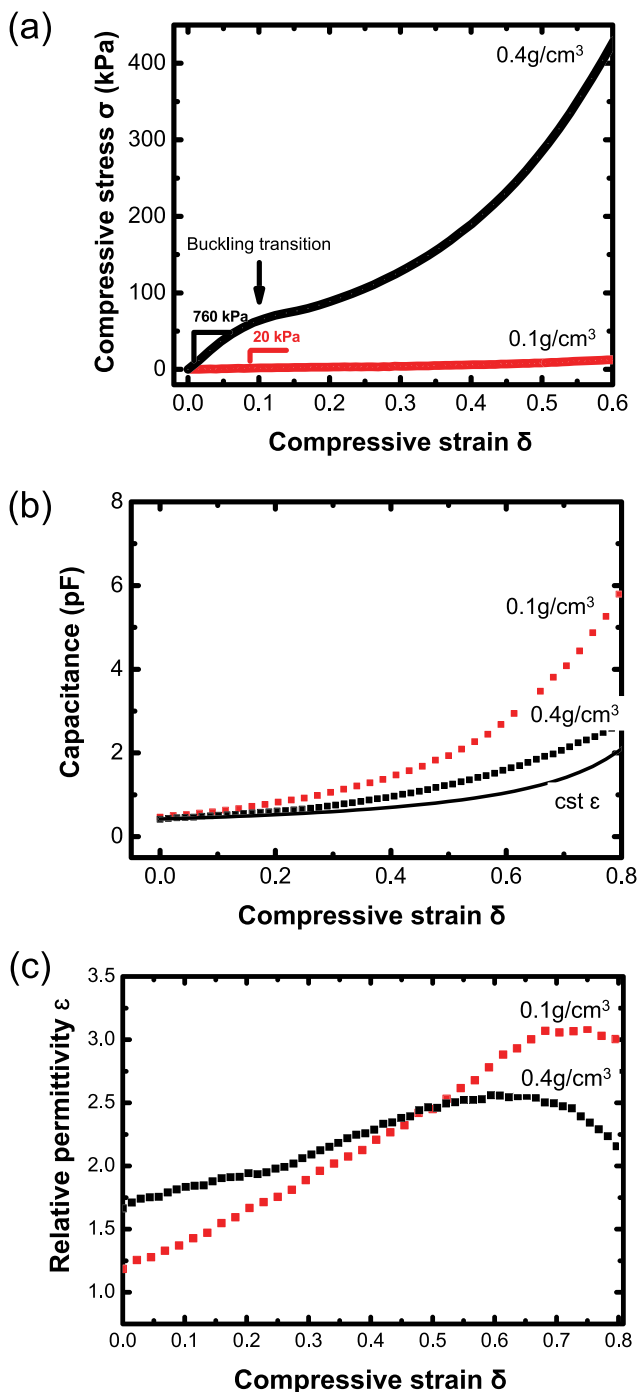 (a)
0.4g/cm³
400
300
200
100
0
Compressive stress σ (kPa)
Buckling transition
760 kPa
20 kPa
0.1g/cm³
0.0 0.1 0.2 0.3 0.4 0.5 0.6
Compressive strain δ
(b)
8
6
4
2
0
Capacitance (pF)
0.1g/cm³
0.4g/cm³
cst ε
0.0 0.2 0.4 0.6 0.8
Compressive strain δ
(c)
3.5
3.0
2.5
2.0
1.5
1.0
Relative permittivity ε
0.1g/cm³
0.4g/cm³
0.0 0.1 0.2 0.3 0.4 0.5 0.6 0.7 0.8
Compressive strain δ